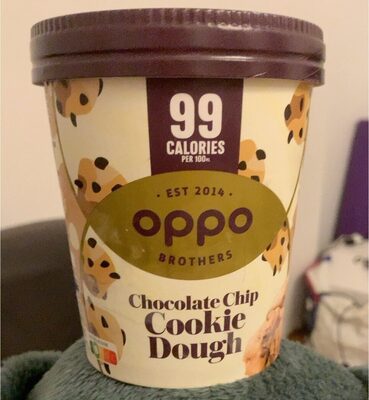 99
CALORIES
PER 100ml
· EST 2014 ·
oppo
BROTHERS
Chocolate Chip
Cookie
Dough